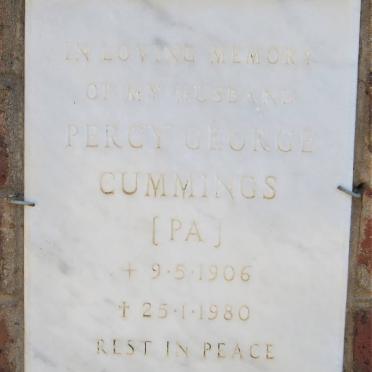 IN LOVING MEMORY
OF MY HUSBAND
PERCY GEORGE
CUMMINGS
[PA]
+ 9·5·1906
† 25·1·1980
REST IN PEACE